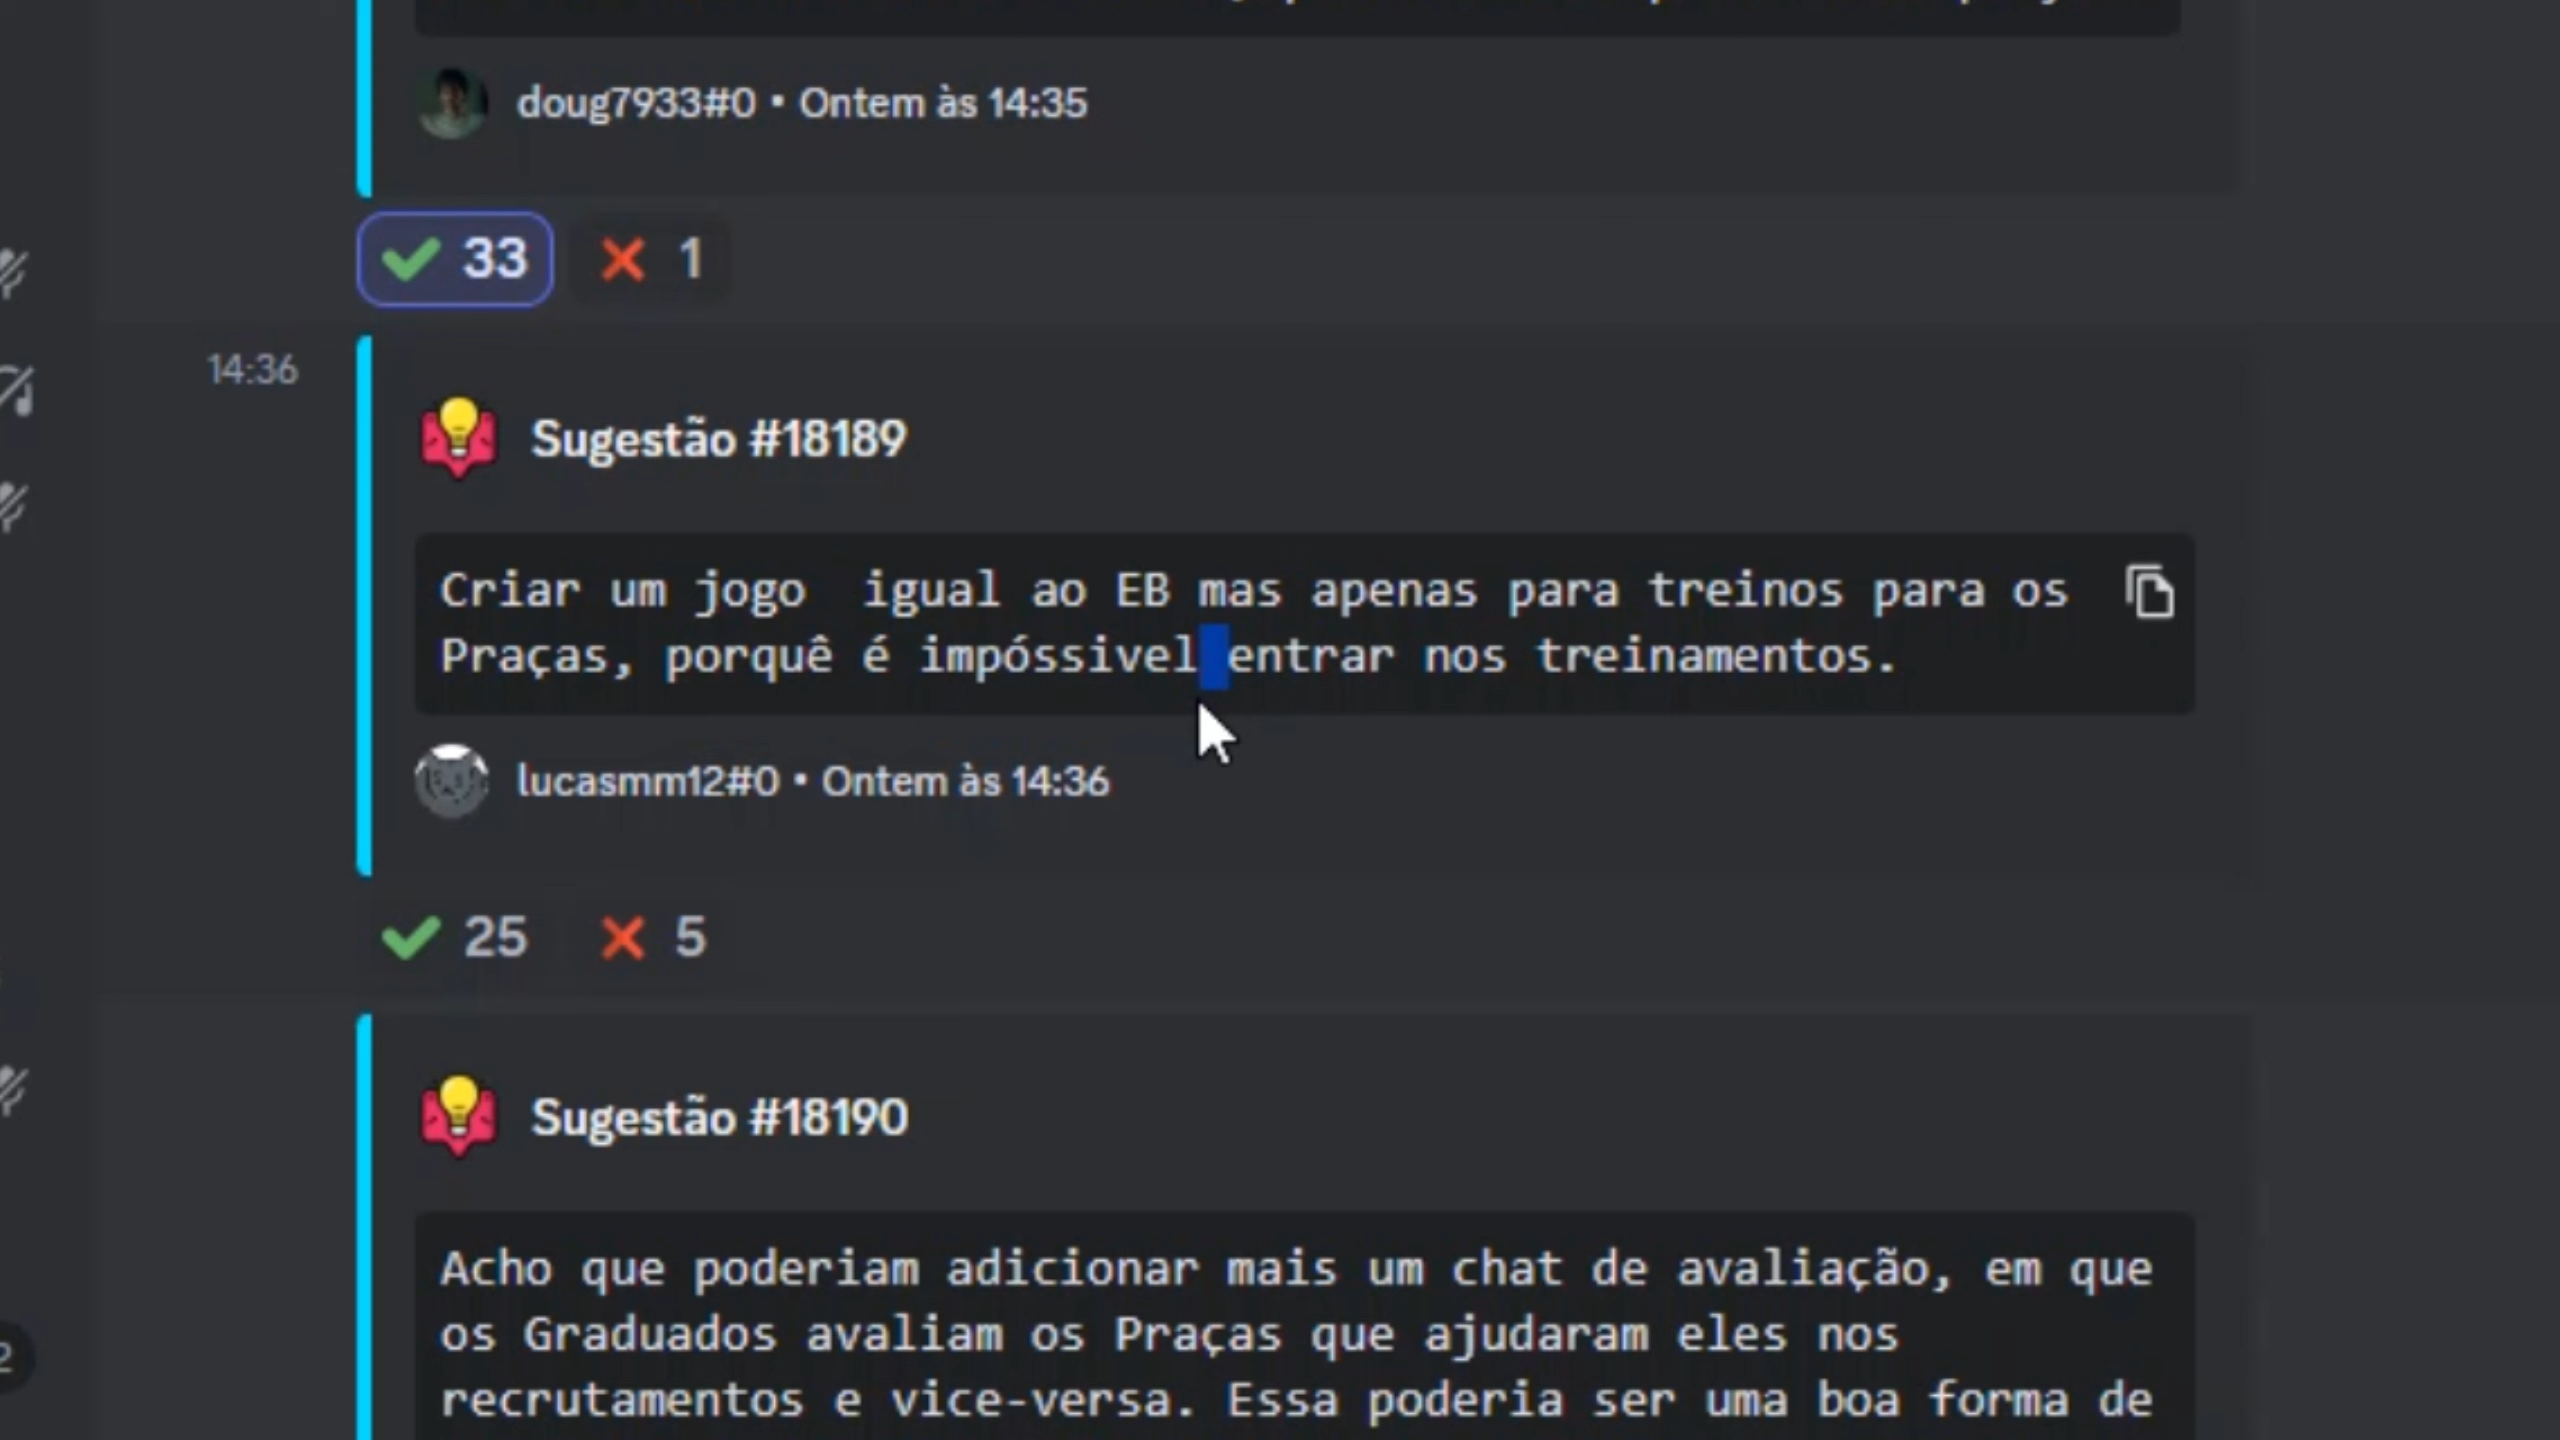 doug7933#0 • Ontem às 14:35
33 1
14:36
Sugestão #18189
Criar um jogo  igual ao EB mas apenas para treinos para os
Praças, porquê é impóssivel entrar nos treinamentos.
lucasmm12#0 • Ontem às 14:36
25 5
Sugestão #18190
Acho que poderiam adicionar mais um chat de avaliação, em que
os Graduados avaliam os Praças que ajudaram eles nos
recrutamentos e vice-versa. Essa poderia ser uma boa forma de
2